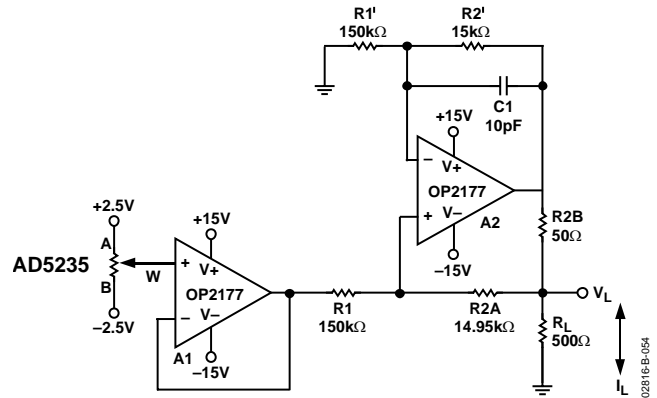 R1' R2'
150kΩ 15kΩ
C1
10pF
+15V
V+
−
OP2177
+ V− A2
−15V
R2B
50Ω
+2.5V
+15V
AD5235
A
B
W
+ V+
OP2177
− V−
A1
−15V
−2.5V
R1
150kΩ
R2A
14.95kΩ
VL
RL
500Ω
IL
02816-B-054